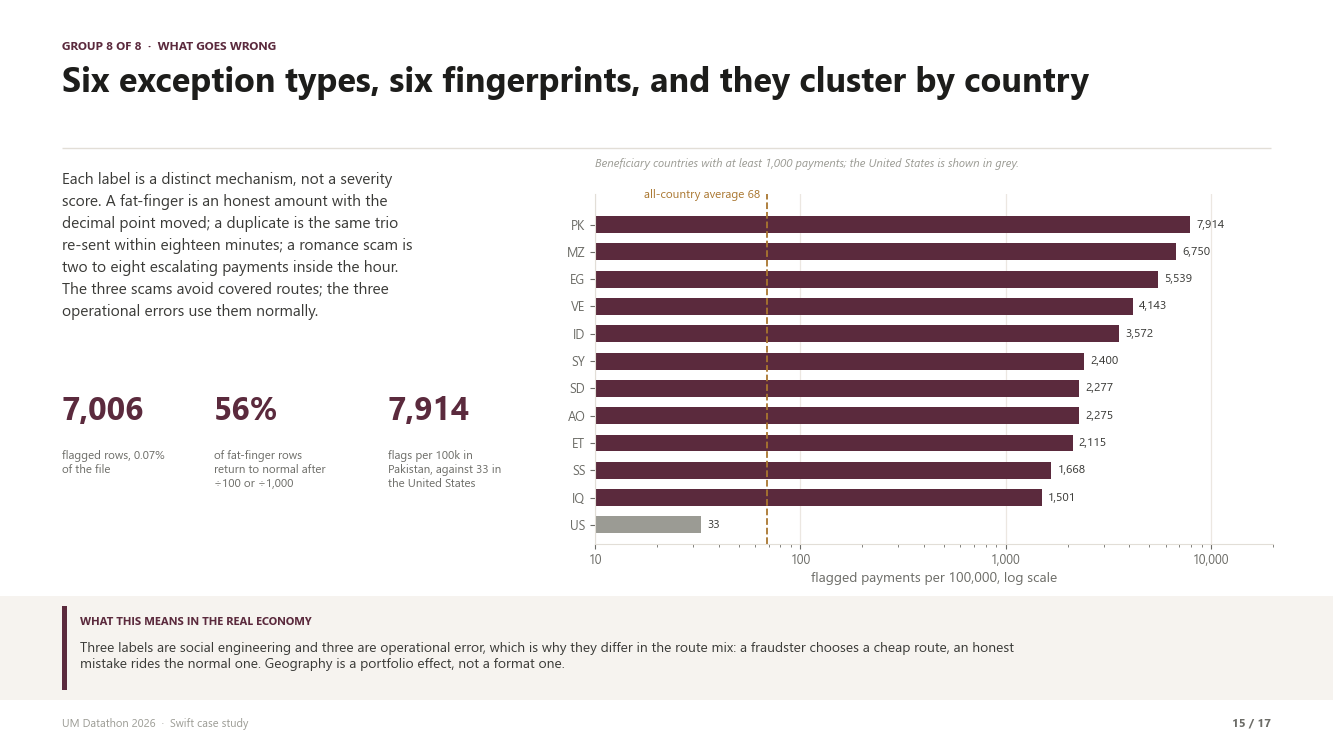 GROUP 8 OF 8 · WHAT GOES WRONG
Six exception types, six fingerprints, and they cluster by country
Each label is a distinct mechanism, not a severity
score. A fat-finger is an honest amount with the
decimal point moved; a duplicate is the same trio
re-sent within eighteen minutes; a romance scam is
two to eight escalating payments inside the hour.
The three scams avoid covered routes; the three
operational errors use them normally.
7,006
flagged rows, 0.07%
of the file
56%
of fat-finger rows
return to normal after
÷100 or ÷1,000
7,914
flags per 100k in
Pakistan, against 33 in
the United States
Beneficiary countries with at least 1,000 payments; the United States is shown in grey.
all-country average 68
PK 7,914
MZ 6,750
EG 5,539
VE 4,143
ID 3,572
SY 2,400
SD 2,277
AO 2,275
ET 2,115
SS 1,668
IQ 1,501
US 33
10 100 1,000 10,000
flagged payments per 100,000, log scale
WHAT THIS MEANS IN THE REAL ECONOMY
Three labels are social engineering and three are operational error, which is why they differ in the route mix: a fraudster chooses a cheap route, an honest
mistake rides the normal one. Geography is a portfolio effect, not a format one.
UM Datathon 2026 · Swift case study
15 / 17